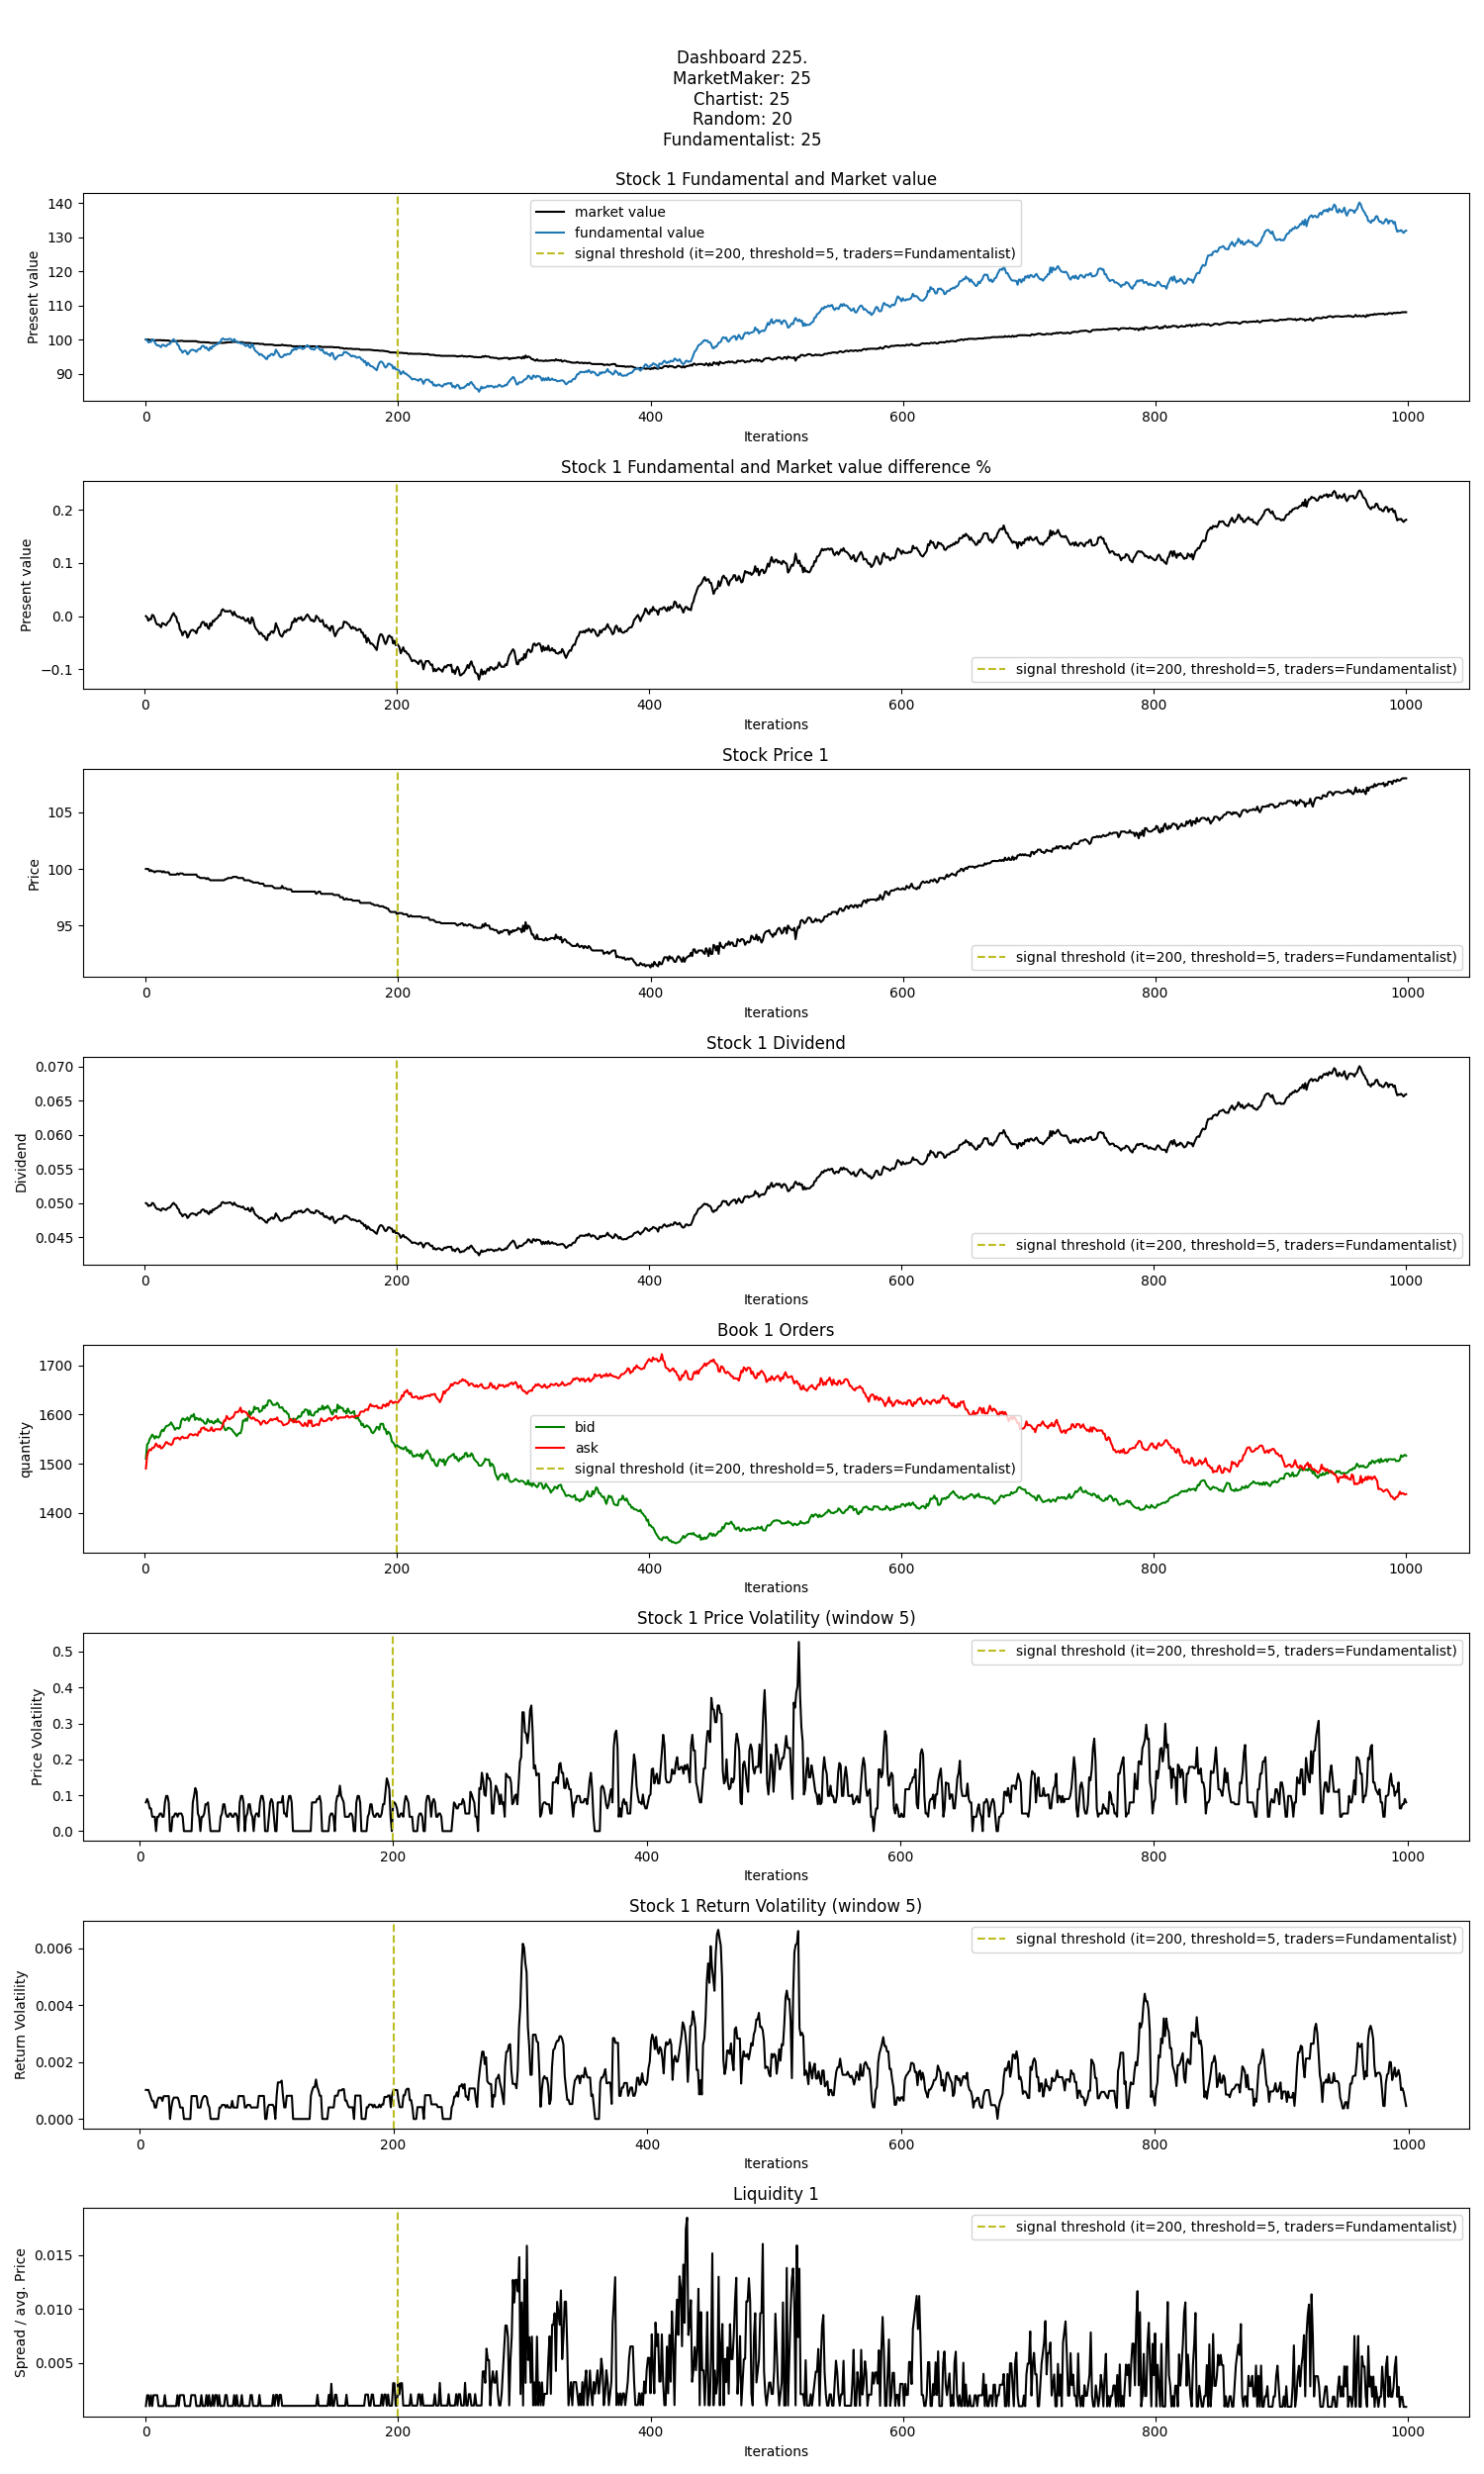 Dashboard 225.
MarketMaker: 25
Chartist: 25
Random: 20
Fundamentalist: 25
Stock 1 Fundamental and Market value
market value
fundamental value
signal threshold (it=200, threshold=5, traders=Fundamentalist)
Present value
140
130
120
110
100
90
0 200 400 600 800 1000
Iterations
Stock 1 Fundamental and Market value difference %
Present value
0.2
0.1
0.0
−0.1
signal threshold (it=200, threshold=5, traders=Fundamentalist)
0 200 400 600 800 1000
Iterations
Stock Price 1
Price
105
100
95
signal threshold (it=200, threshold=5, traders=Fundamentalist)
0 200 400 600 800 1000
Iterations
Stock 1 Dividend
Dividend
0.070
0.065
0.060
0.055
0.050
0.045
signal threshold (it=200, threshold=5, traders=Fundamentalist)
0 200 400 600 800 1000
Iterations
Book 1 Orders
quantity
1700
1600
1500
1400
bid
ask
signal threshold (it=200, threshold=5, traders=Fundamentalist)
0 200 400 600 800 1000
Iterations
Stock 1 Price Volatility (window 5)
signal threshold (it=200, threshold=5, traders=Fundamentalist)
Price Volatility
0.5
0.4
0.3
0.2
0.1
0.0
0 200 400 600 800 1000
Iterations
Stock 1 Return Volatility (window 5)
signal threshold (it=200, threshold=5, traders=Fundamentalist)
Return Volatility
0.006
0.004
0.002
0.000
0 200 400 600 800 1000
Iterations
Liquidity 1
signal threshold (it=200, threshold=5, traders=Fundamentalist)
Spread / avg. Price
0.015
0.010
0.005
0 200 400 600 800 1000
Iterations